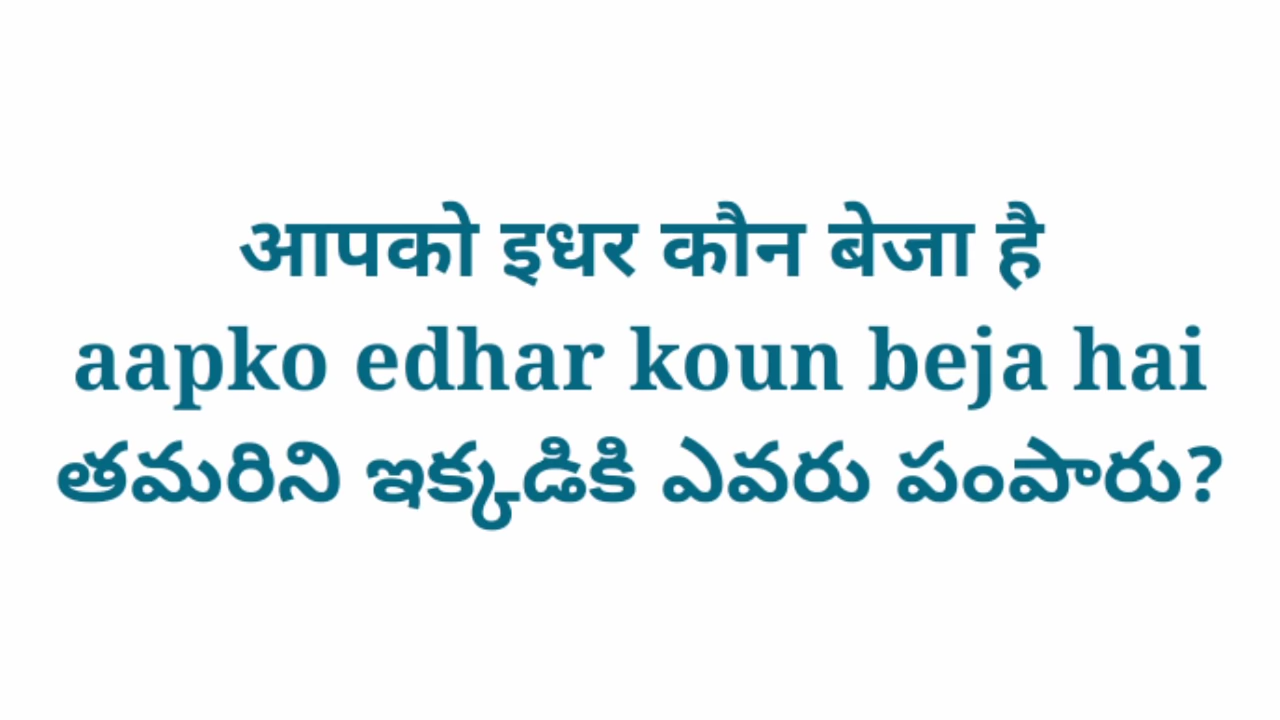 आपको इधर कौन बेजा है
aapko edhar koun beja hai
తమరిని ఇక్కడికి ఎవరు పంపారు?